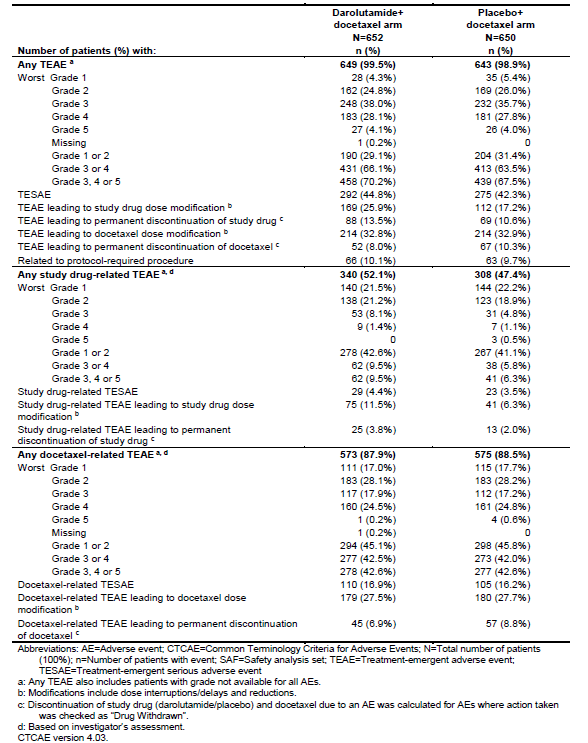 Darolutamide+ docetaxel arm N=652 Placebo+ docetaxel arm N=650
Number of patients (%) with: n (%) n (%)
Any TEAE a 649 (99.5%) 643 (98.9%)
Worst Grade 1 28 (4.3%) 35 (5.4%)
Grade 2 162 (24.8%) 169 (26.0%)
Grade 3 248 (38.0%) 232 (35.7%)
Grade 4 183 (28.1%) 181 (27.8%)
Grade 5 27 (4.1%) 26 (4.0%)
Missing 1 (0.2%) 0
Grade 1 or 2 190 (29.1%) 204 (31.4%)
Grade 3 or 4 431 (66.1%) 413 (63.5%)
Grade 3, 4 or 5 458 (70.2%) 439 (67.5%)
TESAE 292 (44.8%) 275 (42.3%)
TEAE leading to study drug dose modification b 169 (25.9%) 112 (17.2%)
TEAE leading to permanent discontinuation of study drug c 88 (13.5%) 69 (10.6%)
TEAE leading to docetaxel dose modification b 214 (32.8%) 214 (32.9%)
TEAE leading to permanent discontinuation of docetaxel c 52 (8.0%) 67 (10.3%)
Related to protocol-required procedure 66 (10.1%) 63 (9.7%)
Any study drug-related TEAE a, d 340 (52.1%) 308 (47.4%)
Worst Grade 1 140 (21.5%) 144 (22.2%)
Grade 2 138 (21.2%) 123 (18.9%)
Grade 3 53 (8.1%) 31 (4.8%)
Grade 4 9 (1.4%) 7 (1.1%)
Grade 5 0 3 (0.5%)
Grade 1 or 2 278 (42.6%) 267 (41.1%)
Grade 3 or 4 62 (9.5%) 38 (5.8%)
Grade 3, 4 or 5 62 (9.5%) 41 (6.3%)
Study drug-related TESAE 29 (4.4%) 23 (3.5%)
Study drug-related TEAE leading to study drug dose 75 (11.5%) 41 (6.3%)
modification b
Study drug-related TEAE leading to permanent 25 (3.8%) 13 (2.0%)
discontinuation of study drug c
Any docetaxel-related TEAE a, d 573 (87.9%) 575 (88.5%)
Worst Grade 1 111 (17.0%) 115 (17.7%)
Grade 2 183 (28.1%) 183 (28.2%)
Grade 3 117 (17.9%) 112 (17.2%)
Grade 4 160 (24.5%) 161 (24.8%)
Grade 5 1 (0.2%) 4 (0.6%)
Missing 1 (0.2%) 0
Grade 1 or 2 294 (45.1%) 298 (45.8%)
Grade 3 or 4 277 (42.5%) 273 (42.0%)
Grade 3, 4 or 5 278 (42.6%) 277 (42.6%)
Docetaxel-related TESAE 110 (16.9%) 105 (16.2%)
Docetaxel-related TEAE leading to docetaxel dose 179 (27.5%) 180 (27.7%)
modification b
Docetaxel-related TEAE leading to permanent discontinuation 45 (6.9%) 57 (8.8%)
of docetaxel c
Abbreviations: AE=Adverse event; CTCAE=Common Terminology Criteria for Adverse Events; N=Total number of patients
(100%); n=Number of patients with event; SAF=Safety analysis set; TEAE=Treatment-emergent adverse event;
TESAE=Treatment-emergent serious adverse event
a: Any TEAE also includes patients with grade not available for all AEs.
b: Modifications include dose interruptions/delays and reductions.
c: Discontinuation of study drug (darolutamide/placebo) and docetaxel due to an AE was calculated for AEs where action taken
was checked as “Drug Withdrawn”.
d: Based on investigator's assessment.
CTCAE version 4.03.